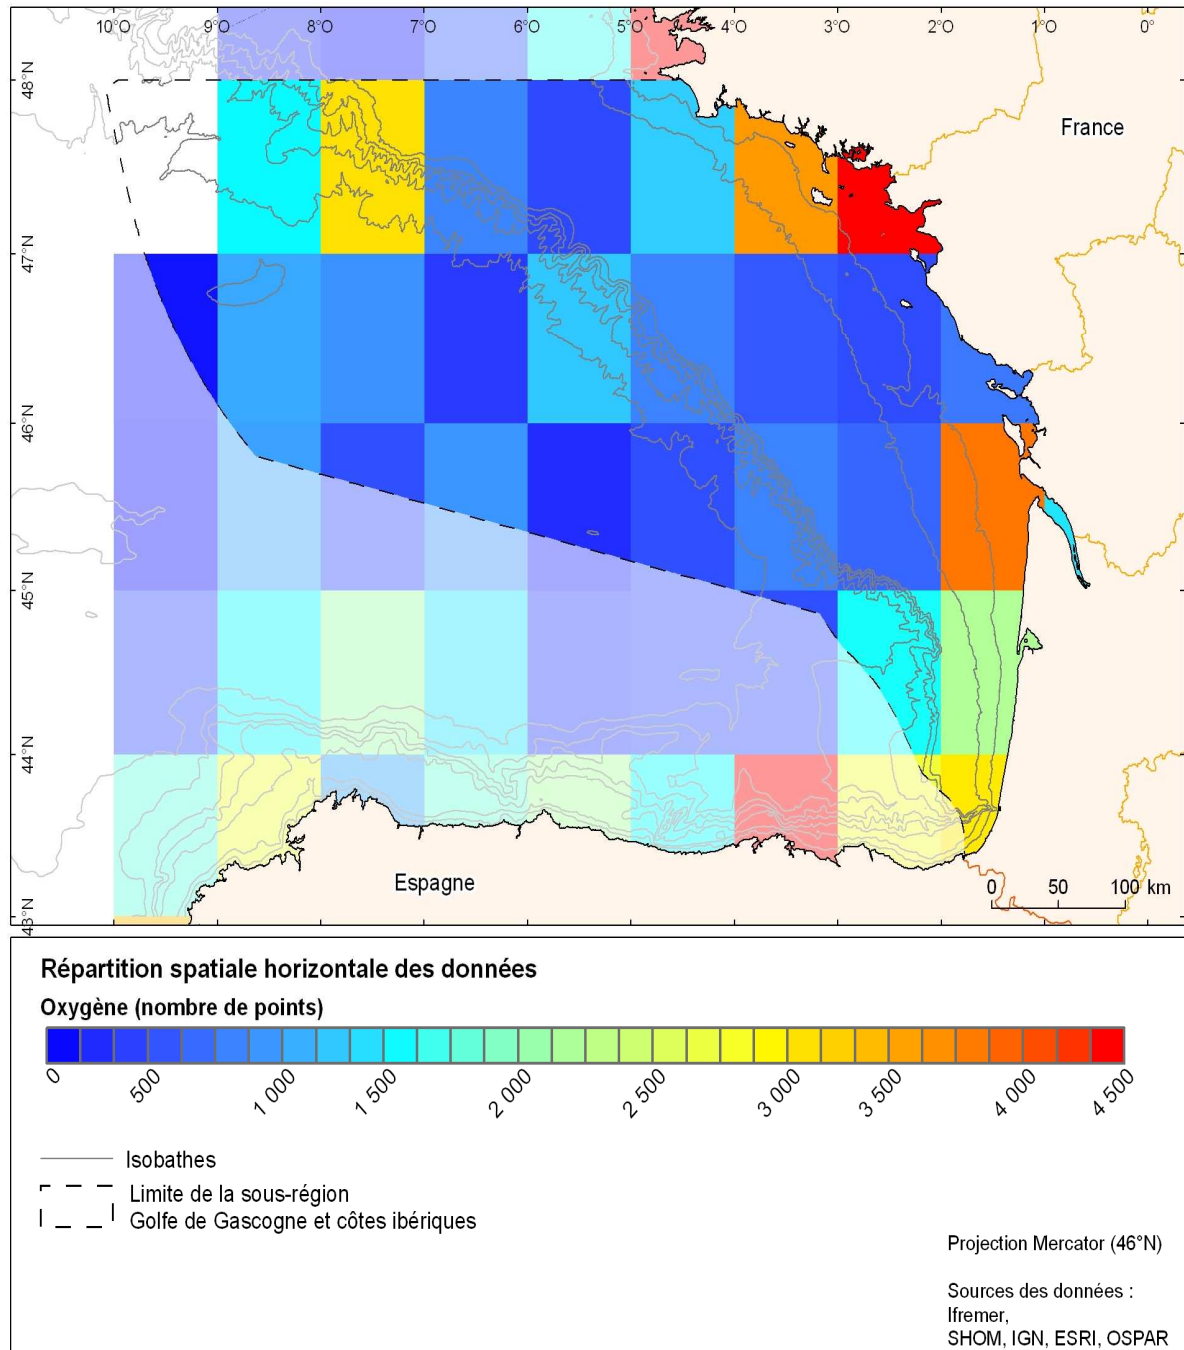 10°O 9°O 8°O 7°O 6°O 5°O 4°O 3°O 2°O 1°O 0°
48°N
France
47°N
46°N
45°N
44°N
Espagne
0 50 100 km
43°N
Répartition spatiale horizontale des données
Oxygène (nombre de points)
0 500 1 000 1 500 2 000 2 500 3 000 3 500 4 000 4 500
Isobathes
Limite de la sous-région
Golfe de Gascogne et côtes ibériques
Projection Mercator (46°N)
Sources des données :
Ifremer,
SHOM, IGN, ESRI, OSPAR